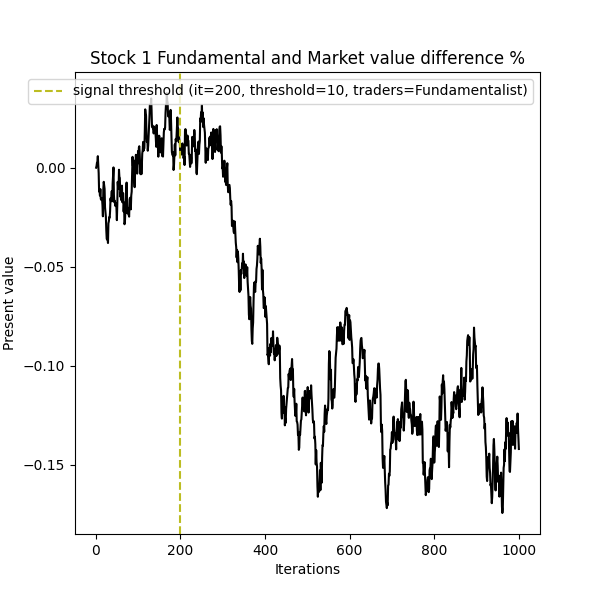 Stock 1 Fundamental and Market value difference %
signal threshold (it=200, threshold=10, traders=Fundamentalist)
0.00
−0.05
−0.10
−0.15
Present value
0 200 400 600 800 1000
Iterations